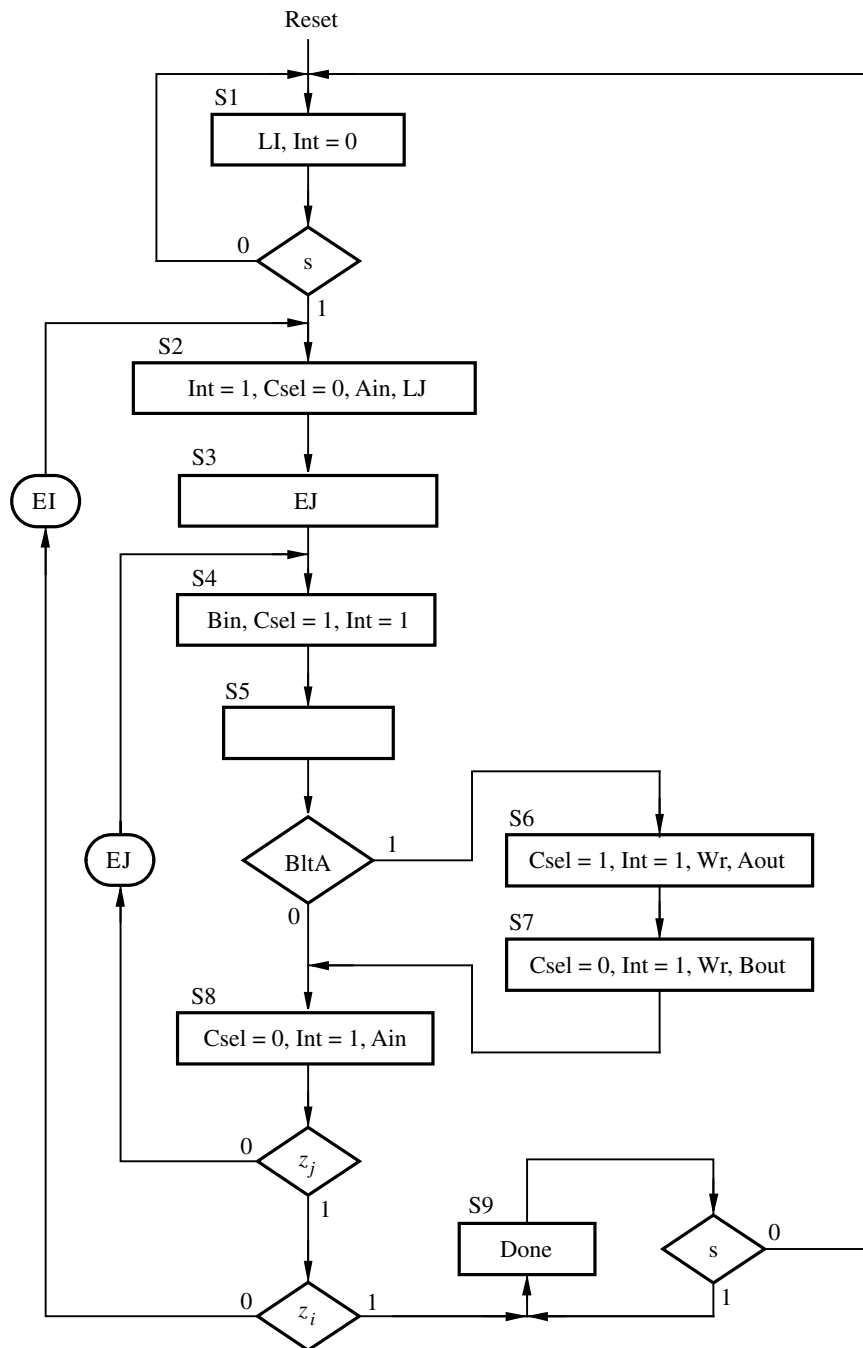 Reset
S1
LI, Int = 0
0
s
1
S2
Int = 1, Csel = 0, Ain, LJ
S3
EI
EJ
S4
Bin, Csel = 1, Int = 1
S5
S6
1
EJ
BltA
Csel = 1, Int = 1, Wr, Aout
0
S7
Csel = 0, Int = 1, Wr, Bout
S8
Csel = 0, Int = 1, Ain
0
z_j
1
S9
Done
s
0
1
0
z_i
1